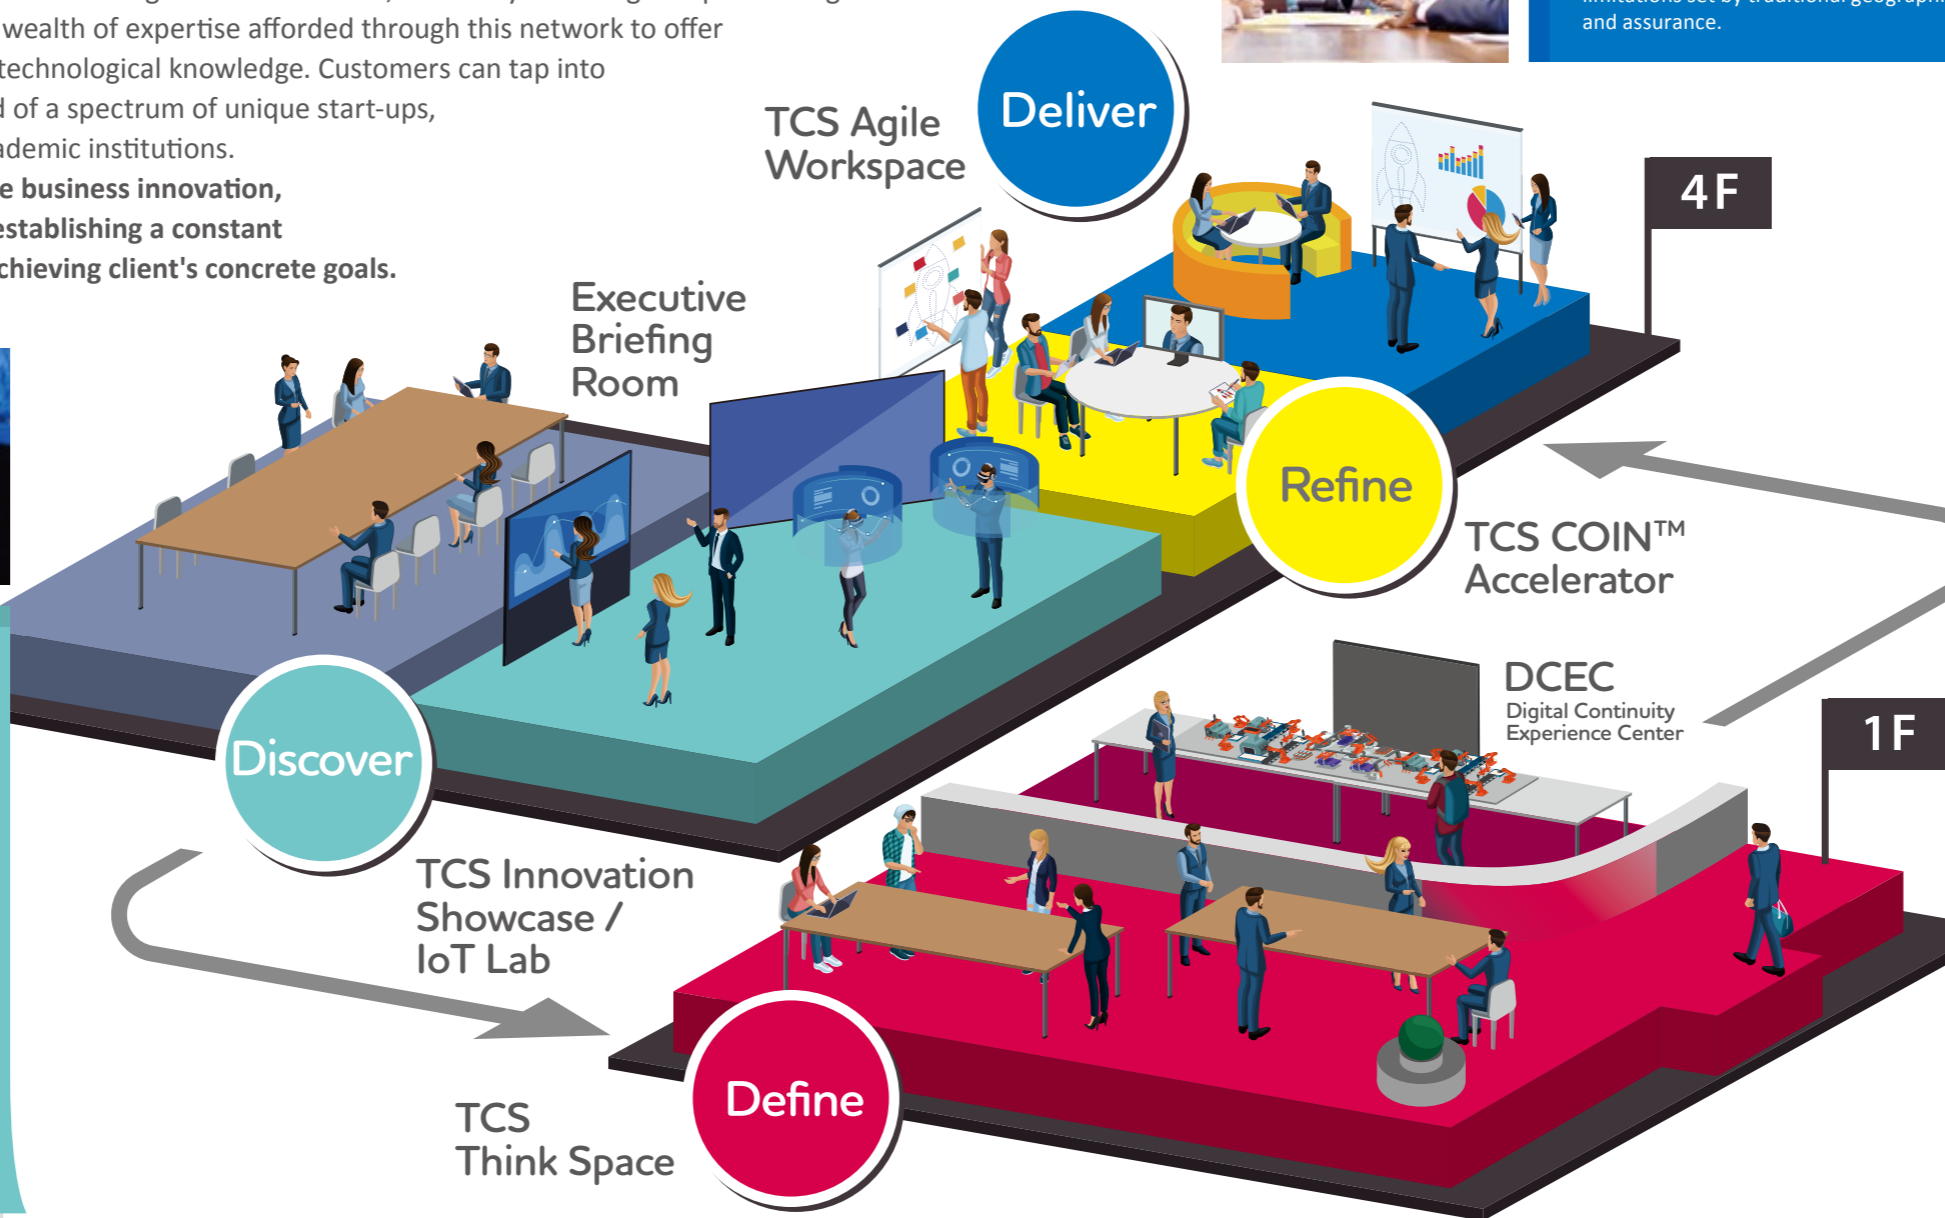 wealth of expertise afforded through this network to offer
technological knowledge. Customers can tap into
of a spectrum of unique start-ups,
ademic institutions.
e business innovation,
establishing a constant
chieving client's concrete goals.
and assurance.
Deliver
TCS Agile
Workspace
4F
Executive
Briefing
Room
Refine
TCS COIN™
Accelerator
DCEC
Digital Continuity
Experience Center
1F
Discover
TCS Innovation
Showcase /
IoT Lab
Define
TCS
Think Space